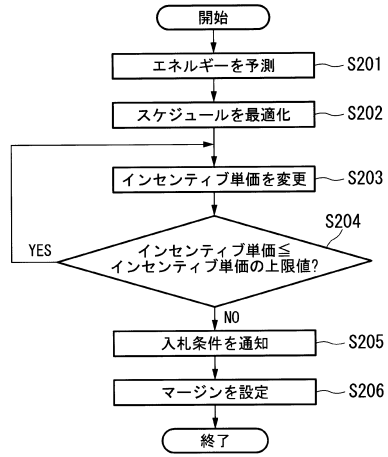 開始
エネルギーを予測
S201
スケジュールを最適化
S202
インセンティブ単価を変更
S203
S204
インセンティブ単価≦
インセンティブ単価の上限値?
YES
NO
入札条件を通知
S205
マージンを設定
S206
終了